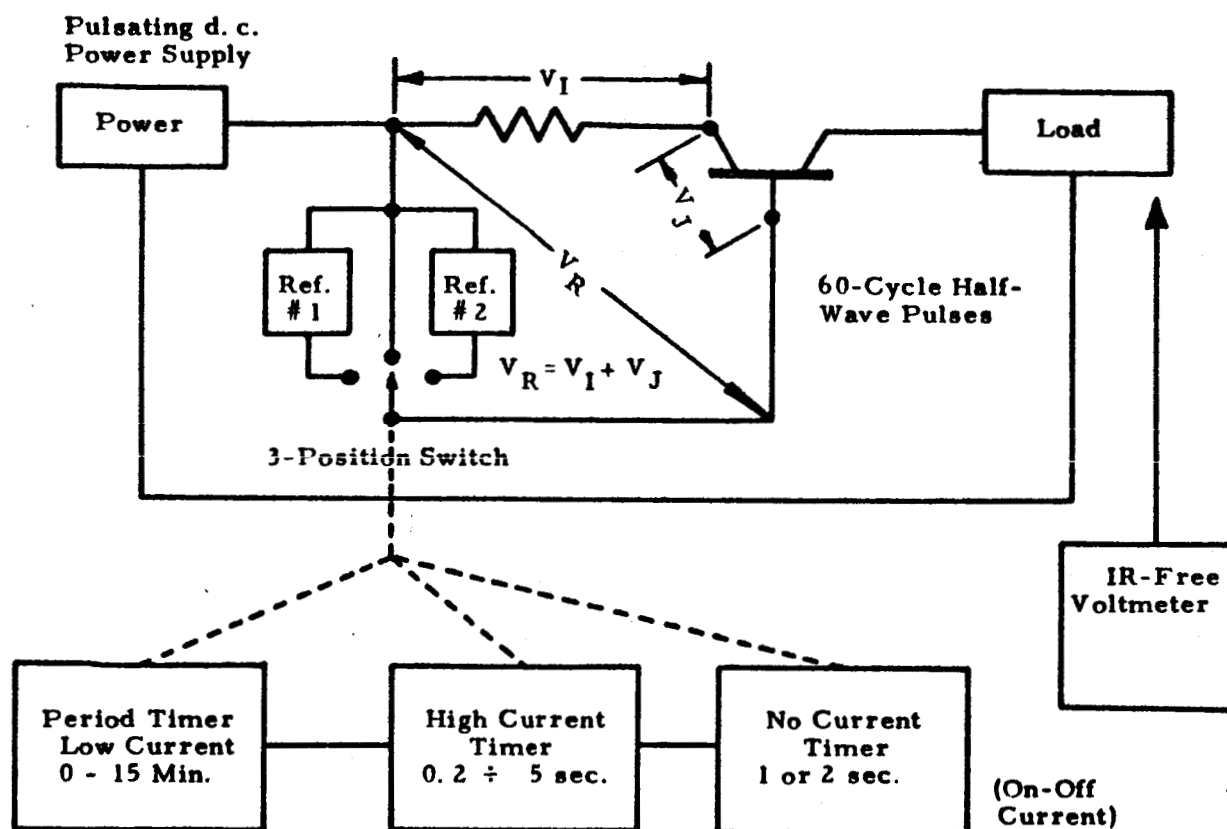 Pulsating d. c.
Power Supply
Power
V_I
Load
V_J
V_R
Ref.
# 1
Ref.
# 2
60-Cycle Half-
Wave Pulses
V_R = V_I + V_J
3-Position Switch
IR-Free
Voltmeter
Period Timer
Low Current
0 - 15 Min.
High Current
Timer
0. 2 ÷ 5 sec.
No Current
Timer
1 or 2 sec.
(On-Off
Current)